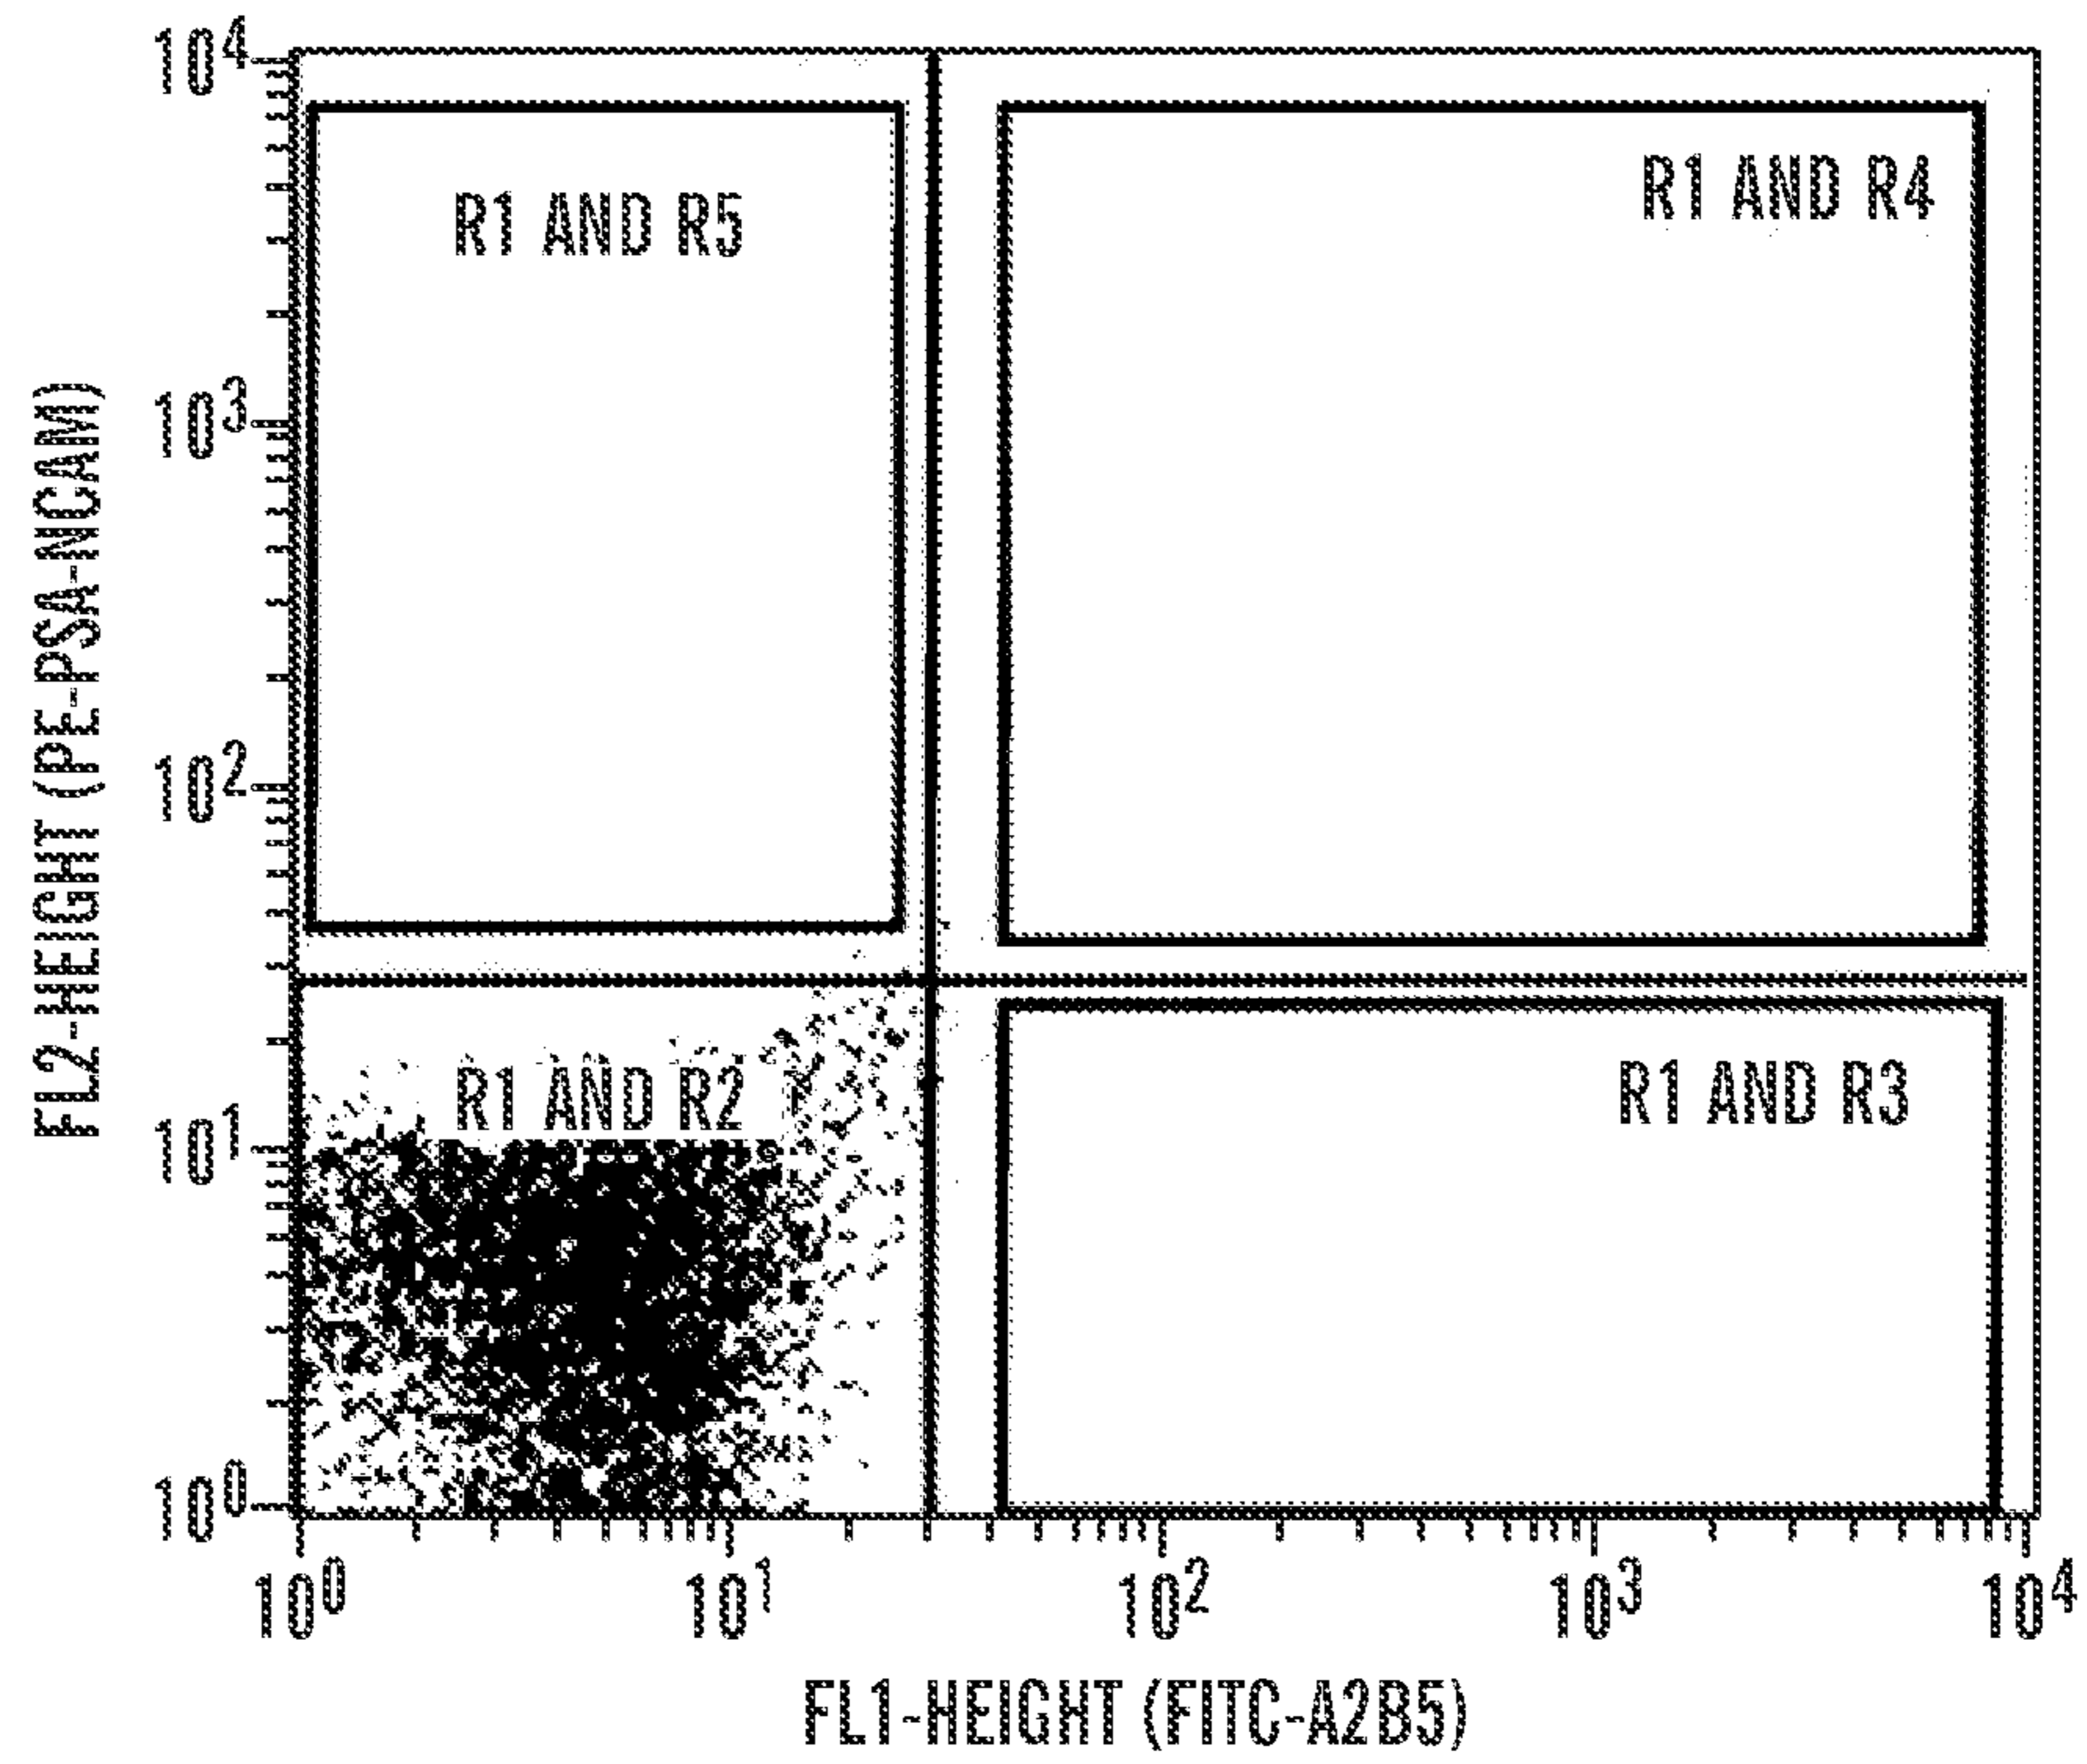 10⁴
10³
10²
10¹
10⁰
FL2-HEIGHT (PE-PSA-NCAM)
R1 AND R5
R1 AND R4
R1 AND R2
R1 AND R3
10⁰ 10¹ 10² 10³ 10⁴
FL1-HEIGHT (FITC-A2B5)